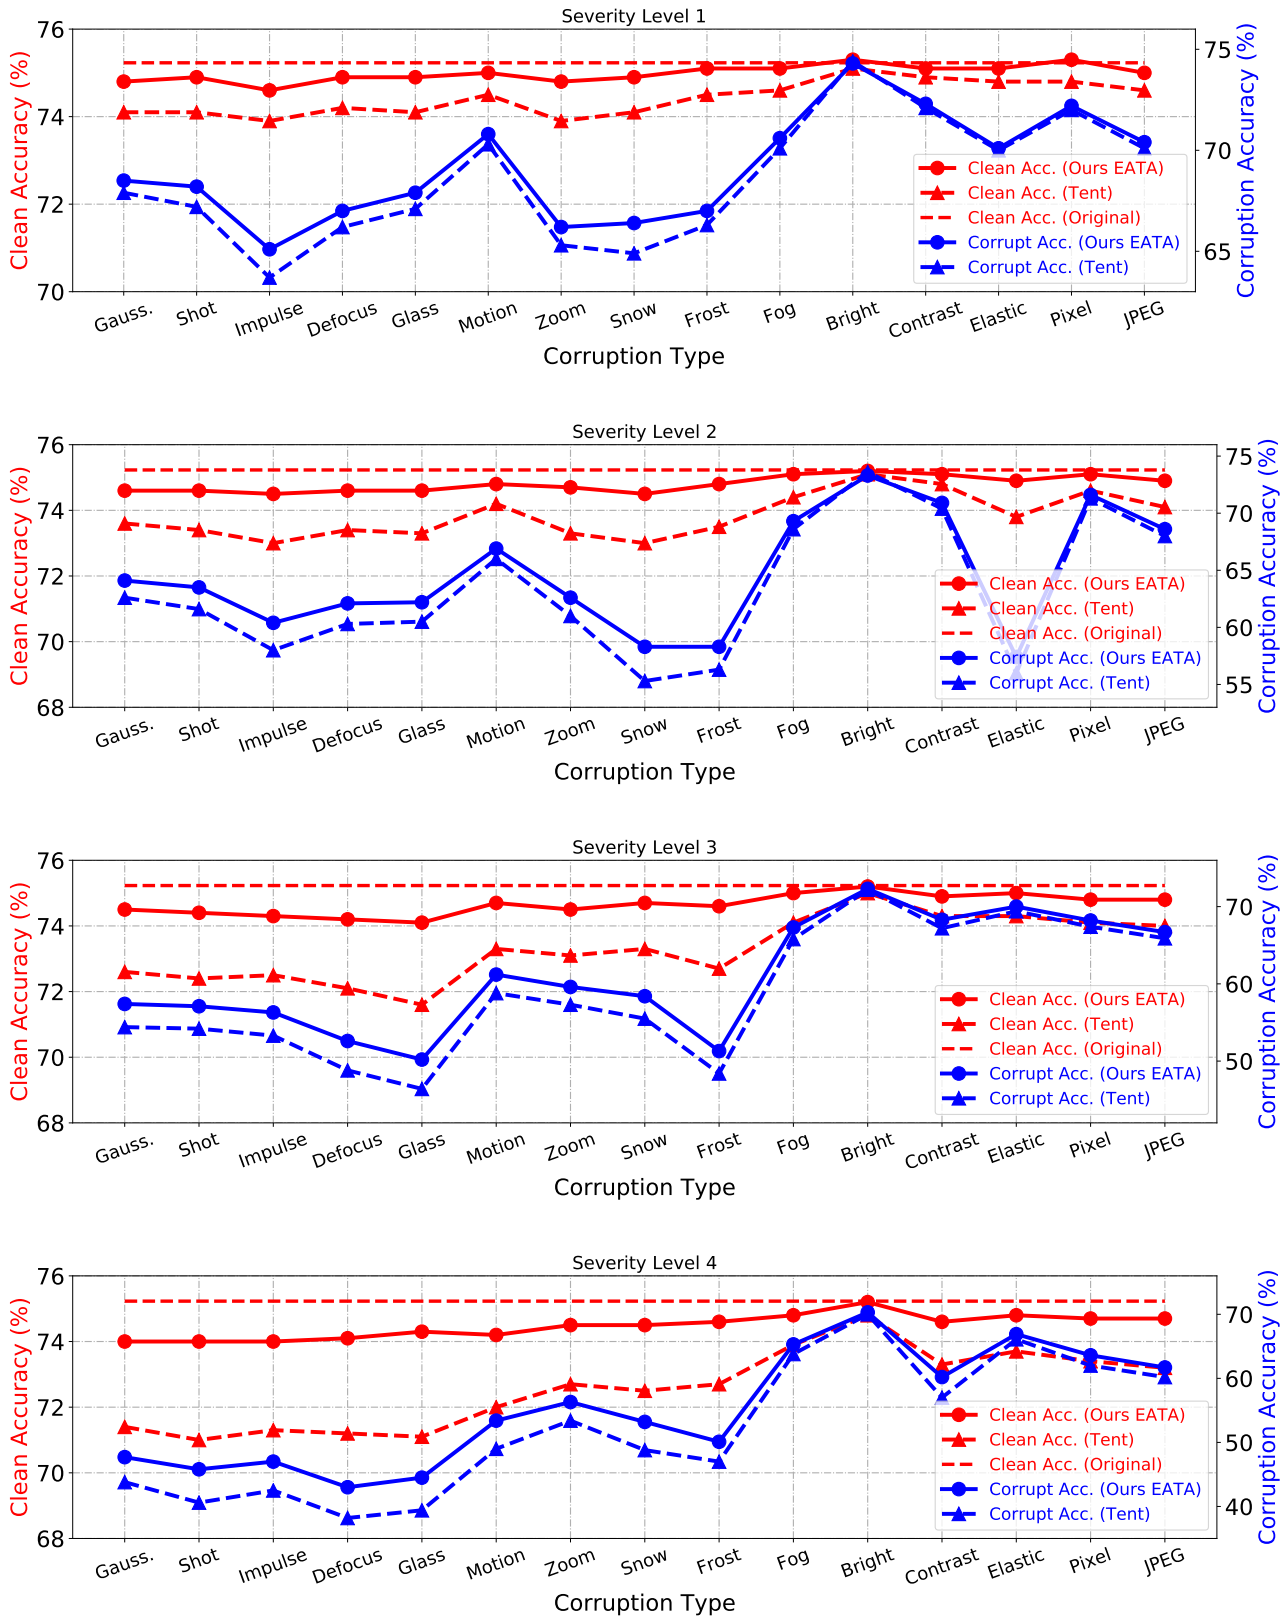 Severity Level 1
Clean Accuracy (%)
76
74
72
70
75
70
65
Corruption Accuracy (%)
Clean Acc. (Ours EATA)
Clean Acc. (Tent)
Clean Acc. (Original)
Corrupt Acc. (Ours EATA)
Corrupt Acc. (Tent)
Gauss. Shot Impulse Defocus Glass Motion Zoom Snow Frost Fog Bright Contrast Elastic Pixel JPEG
Corruption Type
Severity Level 2
Clean Accuracy (%)
76
74
72
70
68
75
70
65
60
55
Corruption Accuracy (%)
Clean Acc. (Ours EATA)
Clean Acc. (Tent)
Clean Acc. (Original)
Corrupt Acc. (Ours EATA)
Corrupt Acc. (Tent)
Gauss. Shot Impulse Defocus Glass Motion Zoom Snow Frost Fog Bright Contrast Elastic Pixel JPEG
Corruption Type
Severity Level 3
Clean Accuracy (%)
76
74
72
70
68
70
60
50
Corruption Accuracy (%)
Clean Acc. (Ours EATA)
Clean Acc. (Tent)
Clean Acc. (Original)
Corrupt Acc. (Ours EATA)
Corrupt Acc. (Tent)
Gauss. Shot Impulse Defocus Glass Motion Zoom Snow Frost Fog Bright Contrast Elastic Pixel JPEG
Corruption Type
Severity Level 4
Clean Accuracy (%)
76
74
72
70
68
70
60
50
40
Corruption Accuracy (%)
Clean Acc. (Ours EATA)
Clean Acc. (Tent)
Clean Acc. (Original)
Corrupt Acc. (Ours EATA)
Corrupt Acc. (Tent)
Gauss. Shot Impulse Defocus Glass Motion Zoom Snow Frost Fog Bright Contrast Elastic Pixel JPEG
Corruption Type